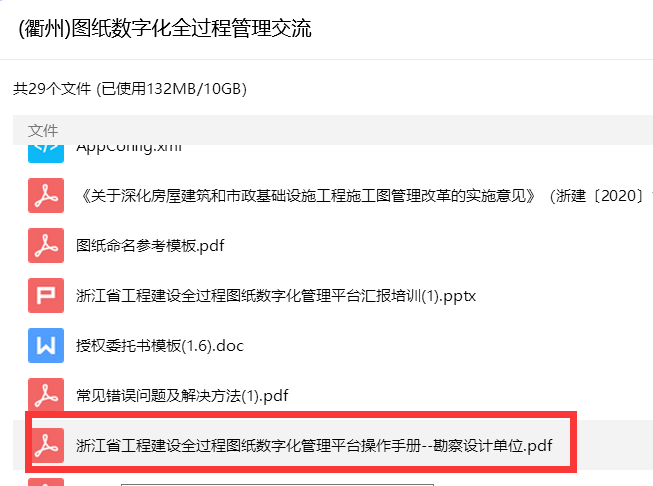 (衢州)图纸数字化全过程管理交流
共29个文件 (已使用132MB/10GB)
文件
AppConfig.xml
《关于深化房屋建筑和市政基础设施工程施工图管理改革的实施意见》（浙建〔2020〕
图纸命名参考模板.pdf
浙江省工程建设全过程图纸数字化管理平台汇报培训(1).pptx
授权委托书模板(1.6).doc
常见错误问题及解决方法(1).pdf
浙江省工程建设全过程图纸数字化管理平台操作手册--勘察设计单位.pdf